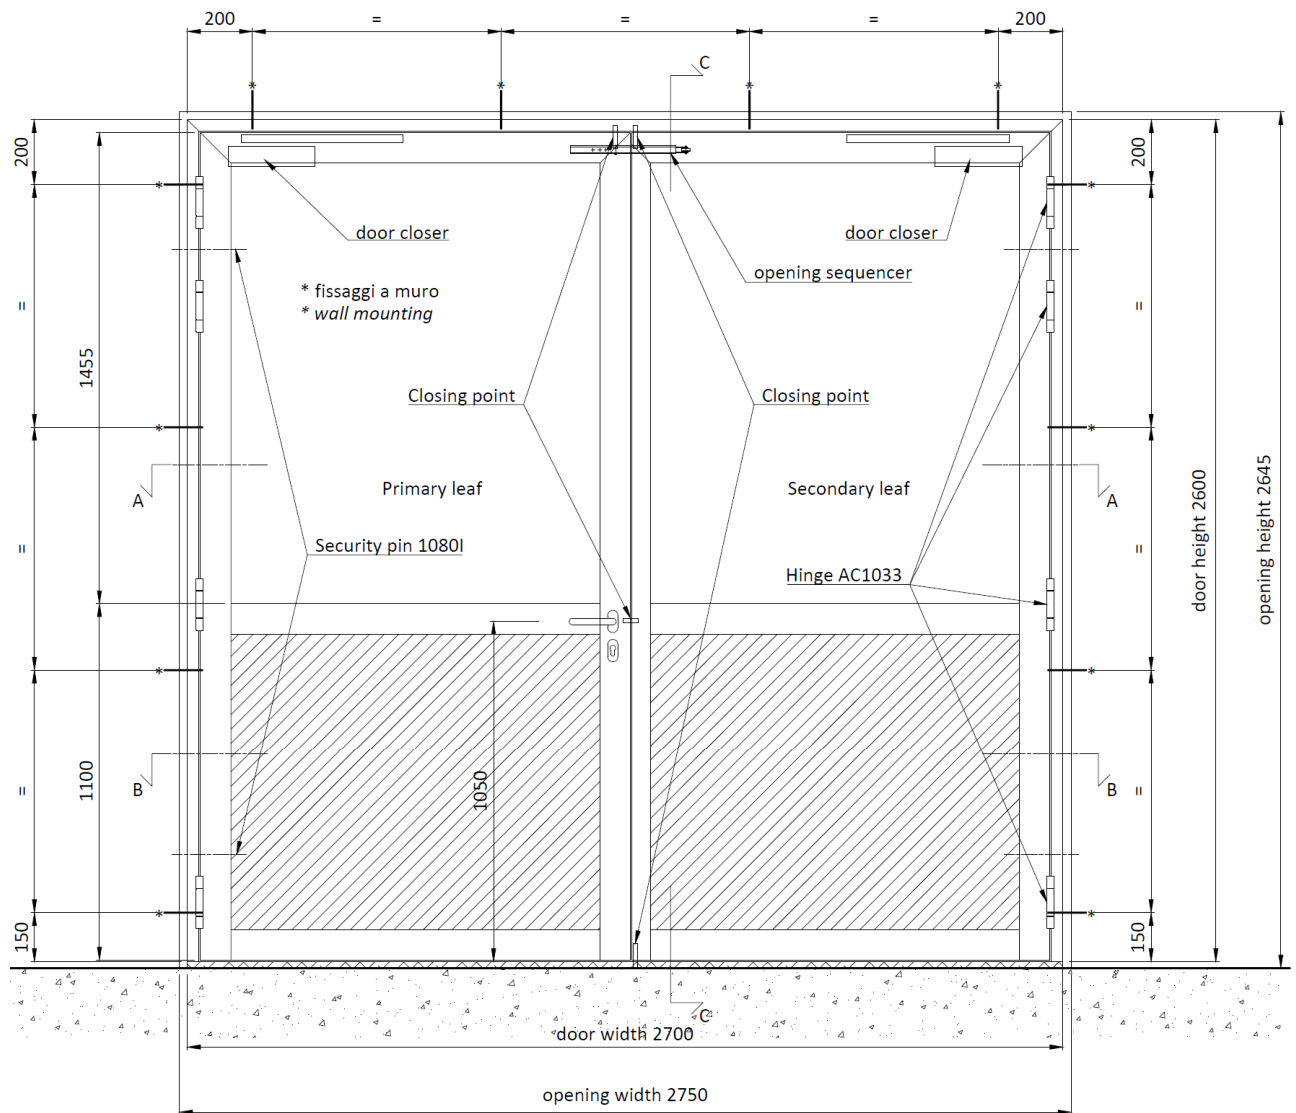 200 = = = 200
* * * *
C
200
200
* *
door closer
door closer
opening sequencer
* fissaggi a muro
* wall mounting
=
=
1455
Closing point
Closing point
* *
A
Primary leaf
Secondary leaf
A
door height 2600
opening height 2645
=
Security pin 1080I
=
Hinge AC1033
* *
B
1100
1050
B
=
=
* *
150
150
C
door width 2700
opening width 2750